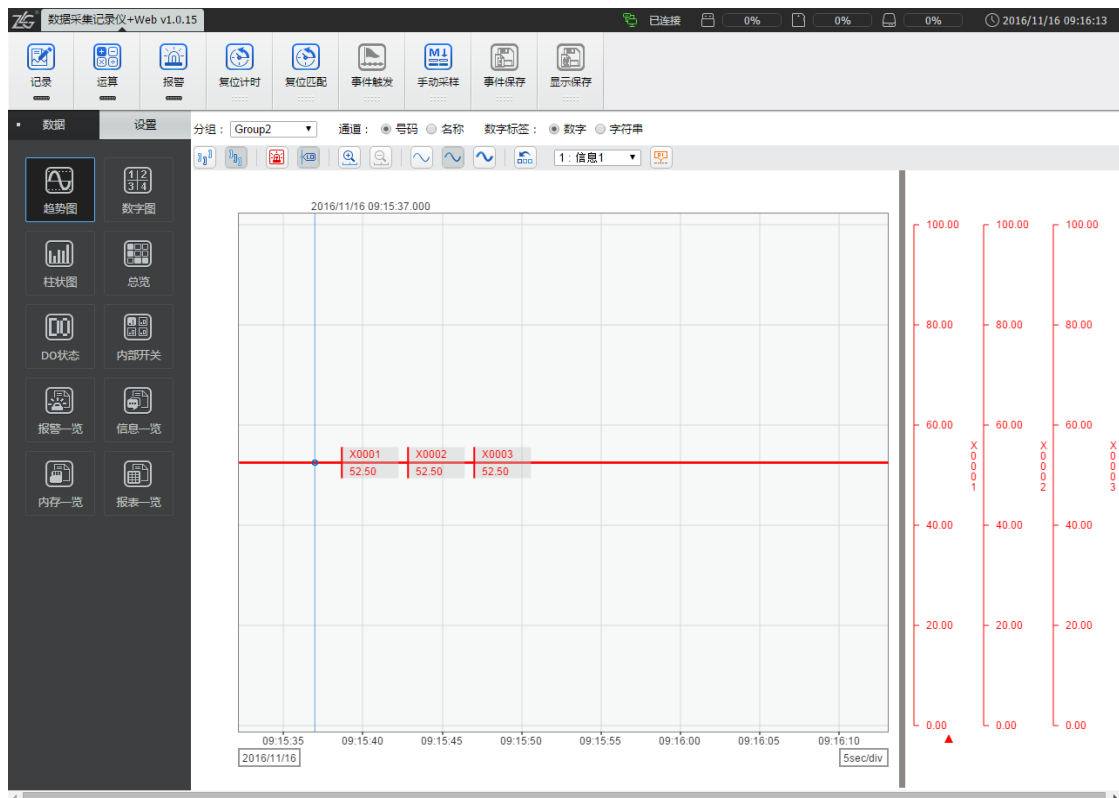 ZLG 数据采集记录仪+Web v1.0.15 已连接 0% 0% 0% 2016/11/16 09:16:13
记录 运算 报警 复位计时 复位匹配 事件触发 手动采样 事件保存 显示保存
数据 设置
分组： Group2 通道： 号码 名称 数字标签： 数字 字符串
1：信息1
趋势图 数字图
柱状图 总览
DO状态 内部开关
报警一览 信息一览
内存一览 报表一览
2016/11/16 09:15:37.000
X0001 X0002 X0003
52.50 52.50 52.50
100.00 100.00 100.00
80.00 80.00 80.00
60.00 60.00 60.00
X0001 X0002 X0003
40.00 40.00 40.00
20.00 20.00 20.00
0.00 0.00 0.00
09:15:35 09:15:40 09:15:45 09:15:50 09:15:55 09:16:00 09:16:05 09:16:10
2016/11/16 5sec/div